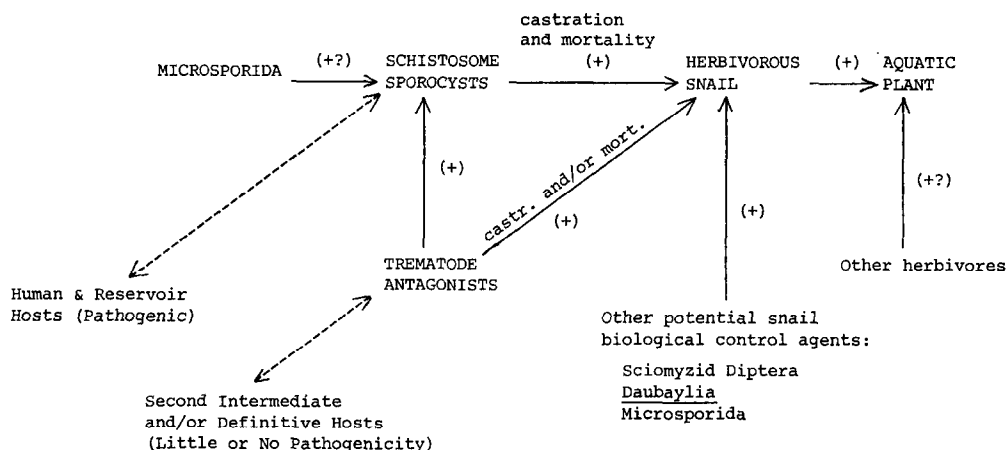 castration
and mortality
MICROSPORIDA
(+?)
SCHISTOSOME
SPOROCYSTS
(+)
HERBIVOROUS
SNAIL
(+)
AQUATIC
PLANT
(+)
castr. and/or mort.
(+)
(+)
(+?)
TREMATODE
ANTAGONISTS
Other herbivores
Human & Reservoir
Hosts (Pathogenic)
Other potential snail
biological control agents:
Sciomyzid Diptera
Daubaylia
Microsporida
Second Intermediate
and/or Definitive Hosts
(Little or No Pathogenicity)